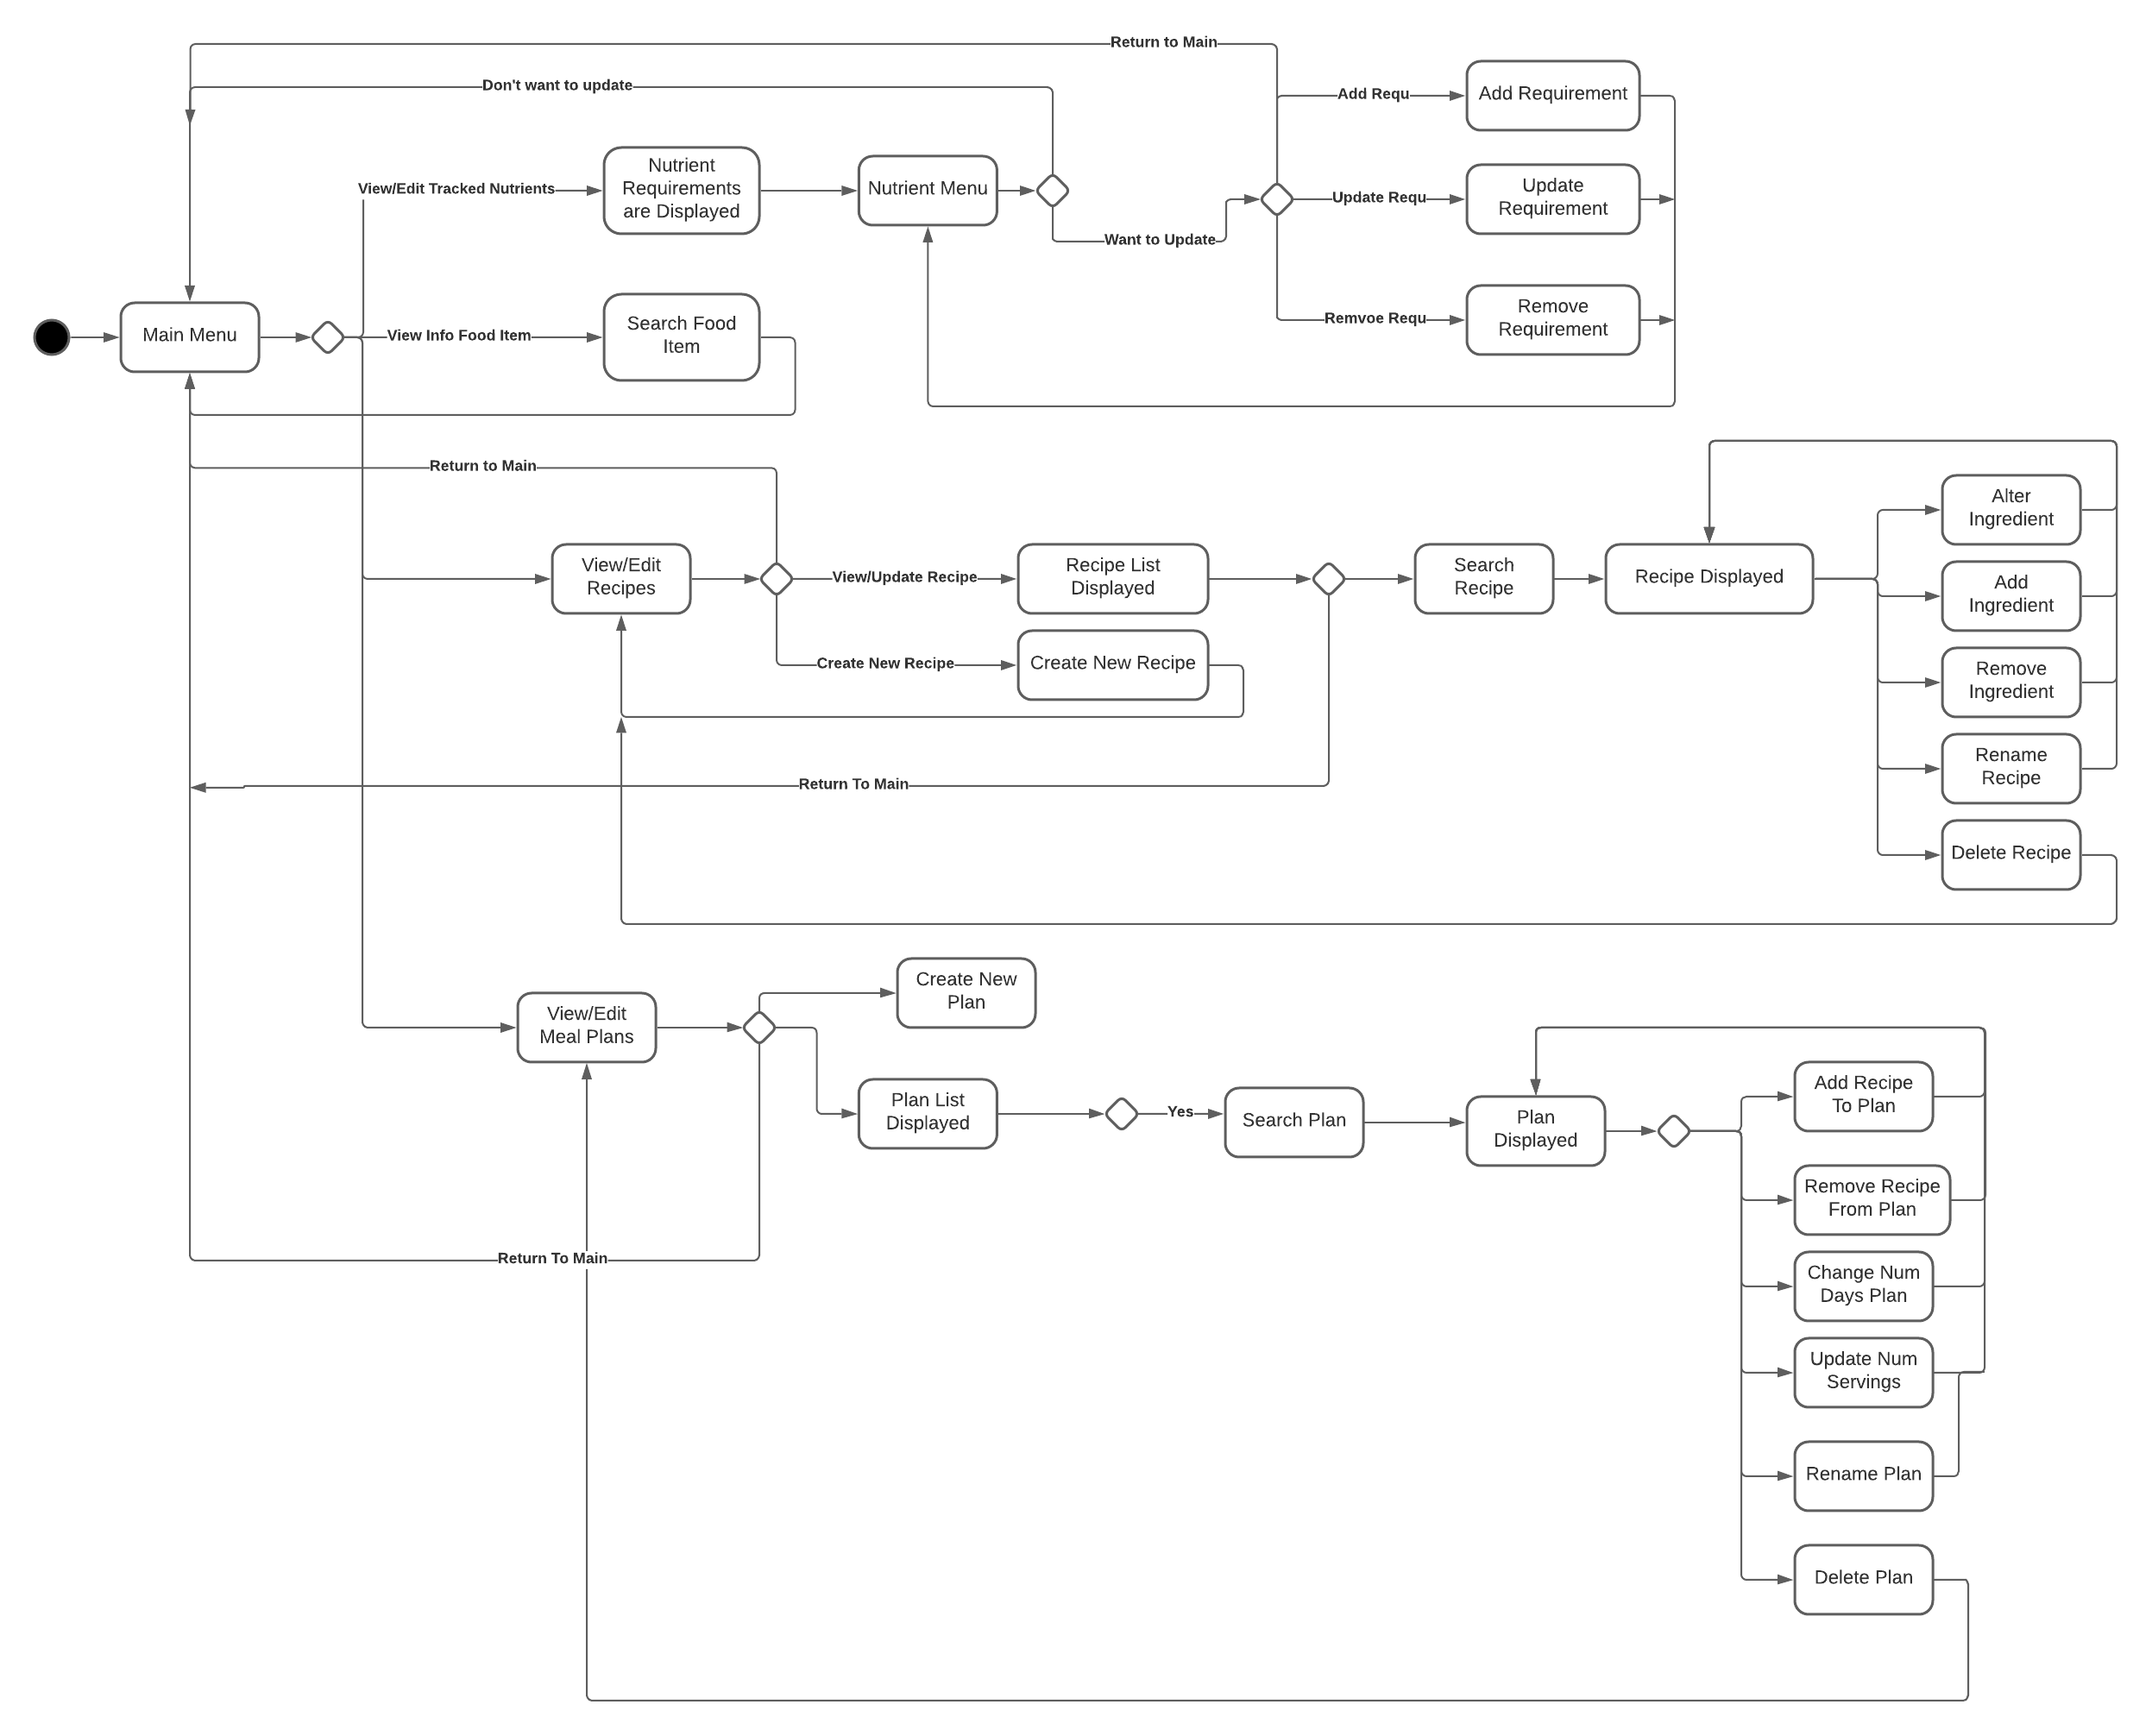 Return to Main
Don't want to update
Add Requ
Add Requirement
View/Edit Tracked Nutrients
Nutrient
Requirements
are Displayed
Nutrient Menu
Want to Update
Update Requ
Update
Requirement
Remvoe Requ
Remove
Requirement
Main Menu
View Info Food Item
Search Food
Item
Return to Main
View/Edit
Recipes
View/Update Recipe
Recipe List
Displayed
Create New Recipe
Create New Recipe
Search
Recipe
Recipe Displayed
Alter
Ingredient
Add
Ingredient
Remove
Ingredient
Rename
Recipe
Delete Recipe
Return To Main
View/Edit
Meal Plans
Create New
Plan
Plan List
Displayed
Yes
Search Plan
Plan
Displayed
Add Recipe
To Plan
Remove Recipe
From Plan
Change Num
Days Plan
Update Num
Servings
Rename Plan
Delete Plan
Return To Main